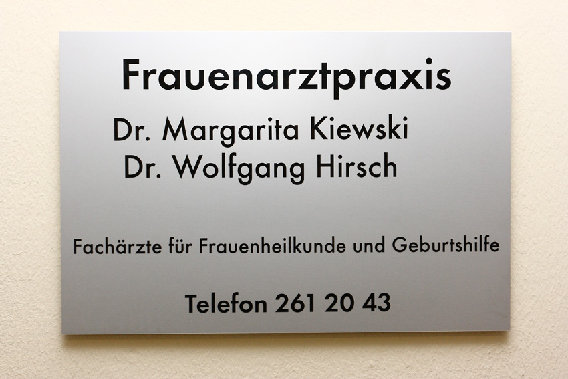 Frauenarztpraxis
Dr. Margarita Kiewski
Dr. Wolfgang Hirsch
Fachärzte für Frauenheilkunde und Geburtshilfe
Telefon 261 20 43